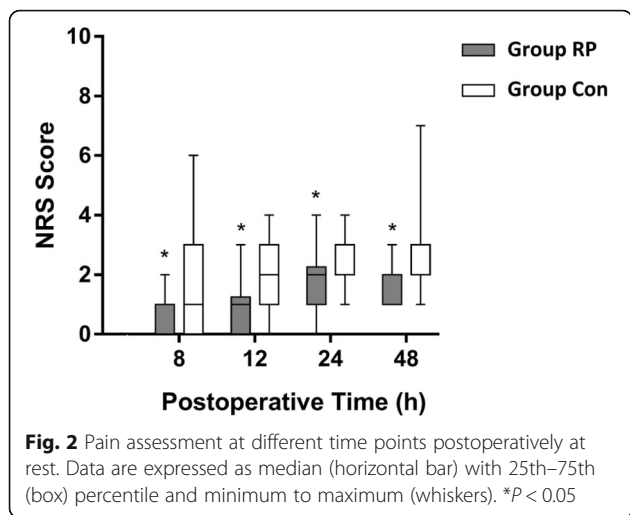 10
8
6
4
2
0
NRS Score
Group RP
Group Con
*
*
*
*
8 12 24 48
Postoperative Time (h)
Fig. 2 Pain assessment at different time points postoperatively at
rest. Data are expressed as median (horizontal bar) with 25th–75th
(box) percentile and minimum to maximum (whiskers). *P < 0.05